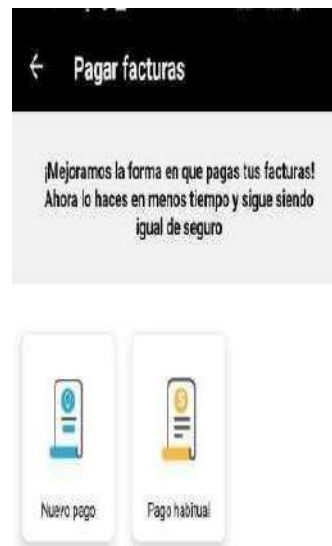 Pagar facturas
¡Mejoramos la forma en que pagas tus facturas!
Ahora lo haces en menos tiempo y sigue siendo
igual de seguro
Nuevo pago
Pago habitual